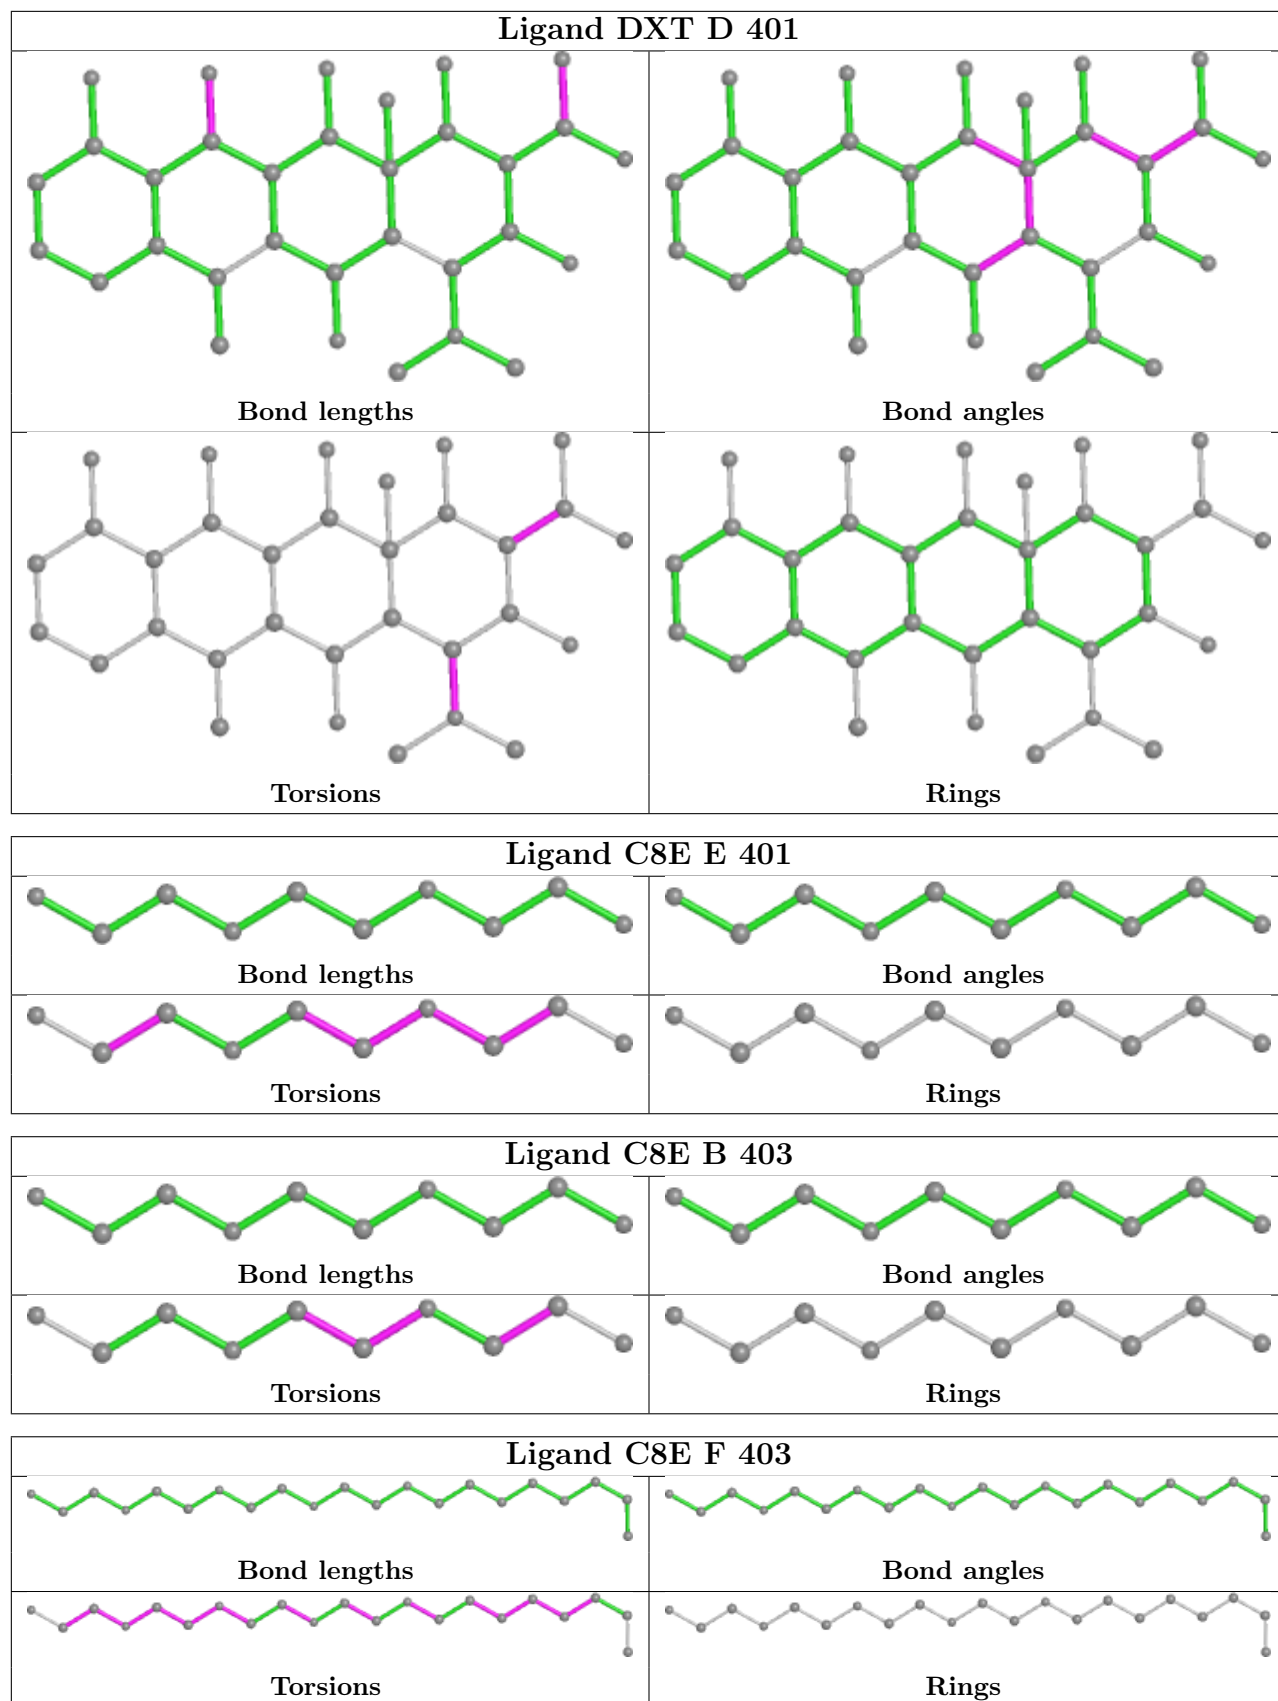 Ligand DXT D 401
Bond lengths
Bond angles
Torsions
Rings
Ligand C8E E 401
Bond lengths
Bond angles
Torsions
Rings
Ligand C8E B 403
Bond lengths
Bond angles
Torsions
Rings
Ligand C8E F 403
Bond lengths
Bond angles
Torsions
Rings